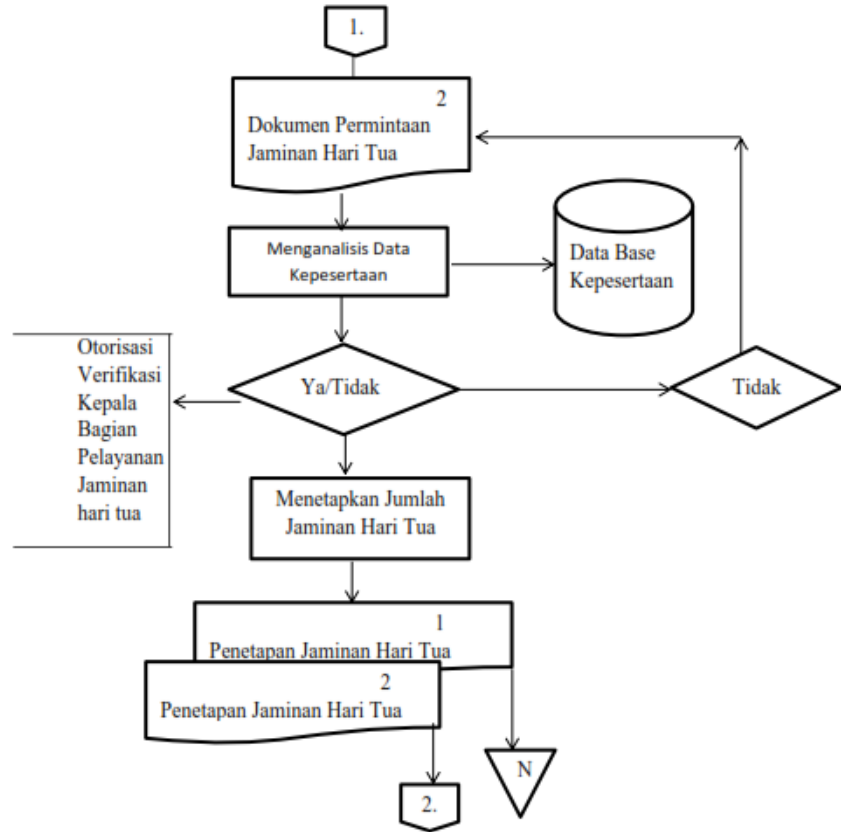 1.
2
Dokumen Permintaan
Jaminan Hari Tua
Menganalisis Data
Kepesertaan
Data Base
Kepesertaan
Otorisasi
Verifikasi
Kepala
Bagian
Pelayanan
Jaminan
hari tua
Ya/Tidak
Tidak
Menetapkan Jumlah
Jaminan Hari Tua
1
Penetapan Jaminan Hari Tua
2
Penetapan Jaminan Hari Tua
N
2.